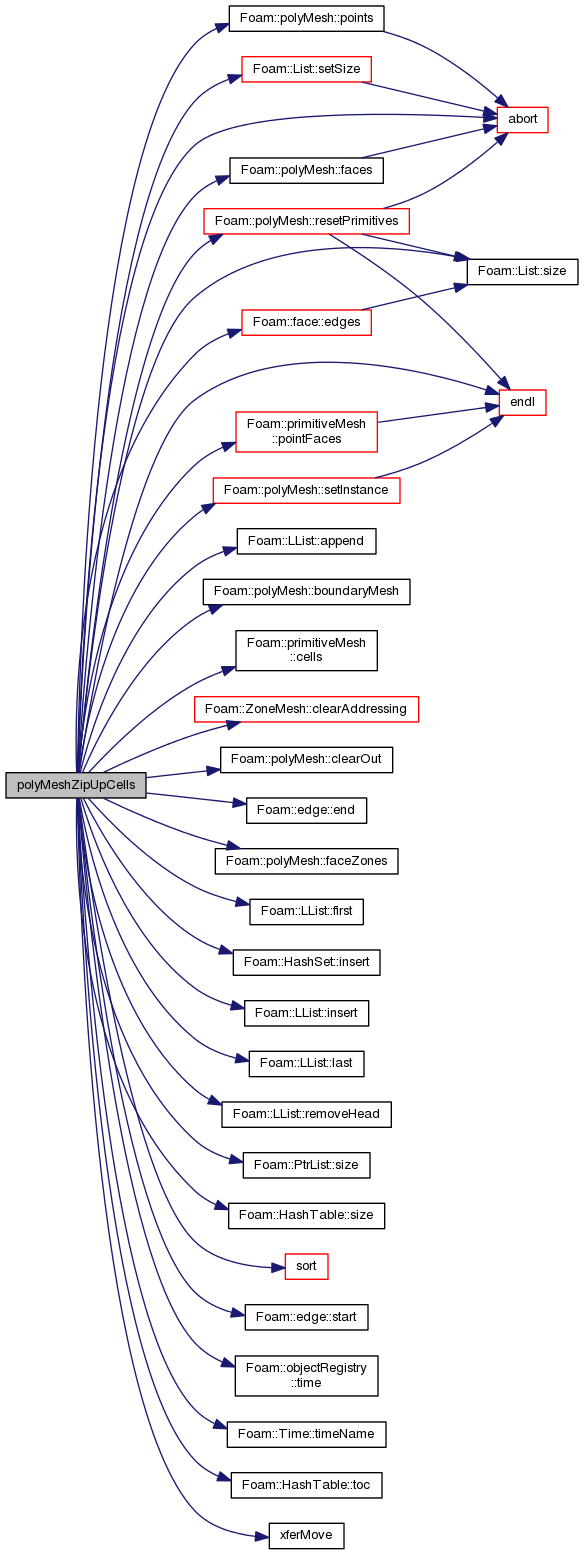 Foam::polyMesh::points
Foam::List::setSize
abort
Foam::polyMesh::faces
Foam::polyMesh::resetPrimitives
Foam::List::size
Foam::face::edges
endl
Foam::primitiveMesh
::pointFaces
Foam::polyMesh::setInstance
Foam::LList::append
Foam::polyMesh::boundaryMesh
Foam::primitiveMesh
::cells
Foam::ZoneMesh::clearAddressing
Foam::polyMesh::clearOut
polyMeshZipUpCells
Foam::edge::end
Foam::polyMesh::faceZones
Foam::LList::first
Foam::HashSet::insert
Foam::LList::insert
Foam::LList::last
Foam::LList::removeHead
Foam::PtrList::size
Foam::HashTable::size
sort
Foam::edge::start
Foam::objectRegistry
::time
Foam::Time::timeName
Foam::HashTable::toc
xferMove